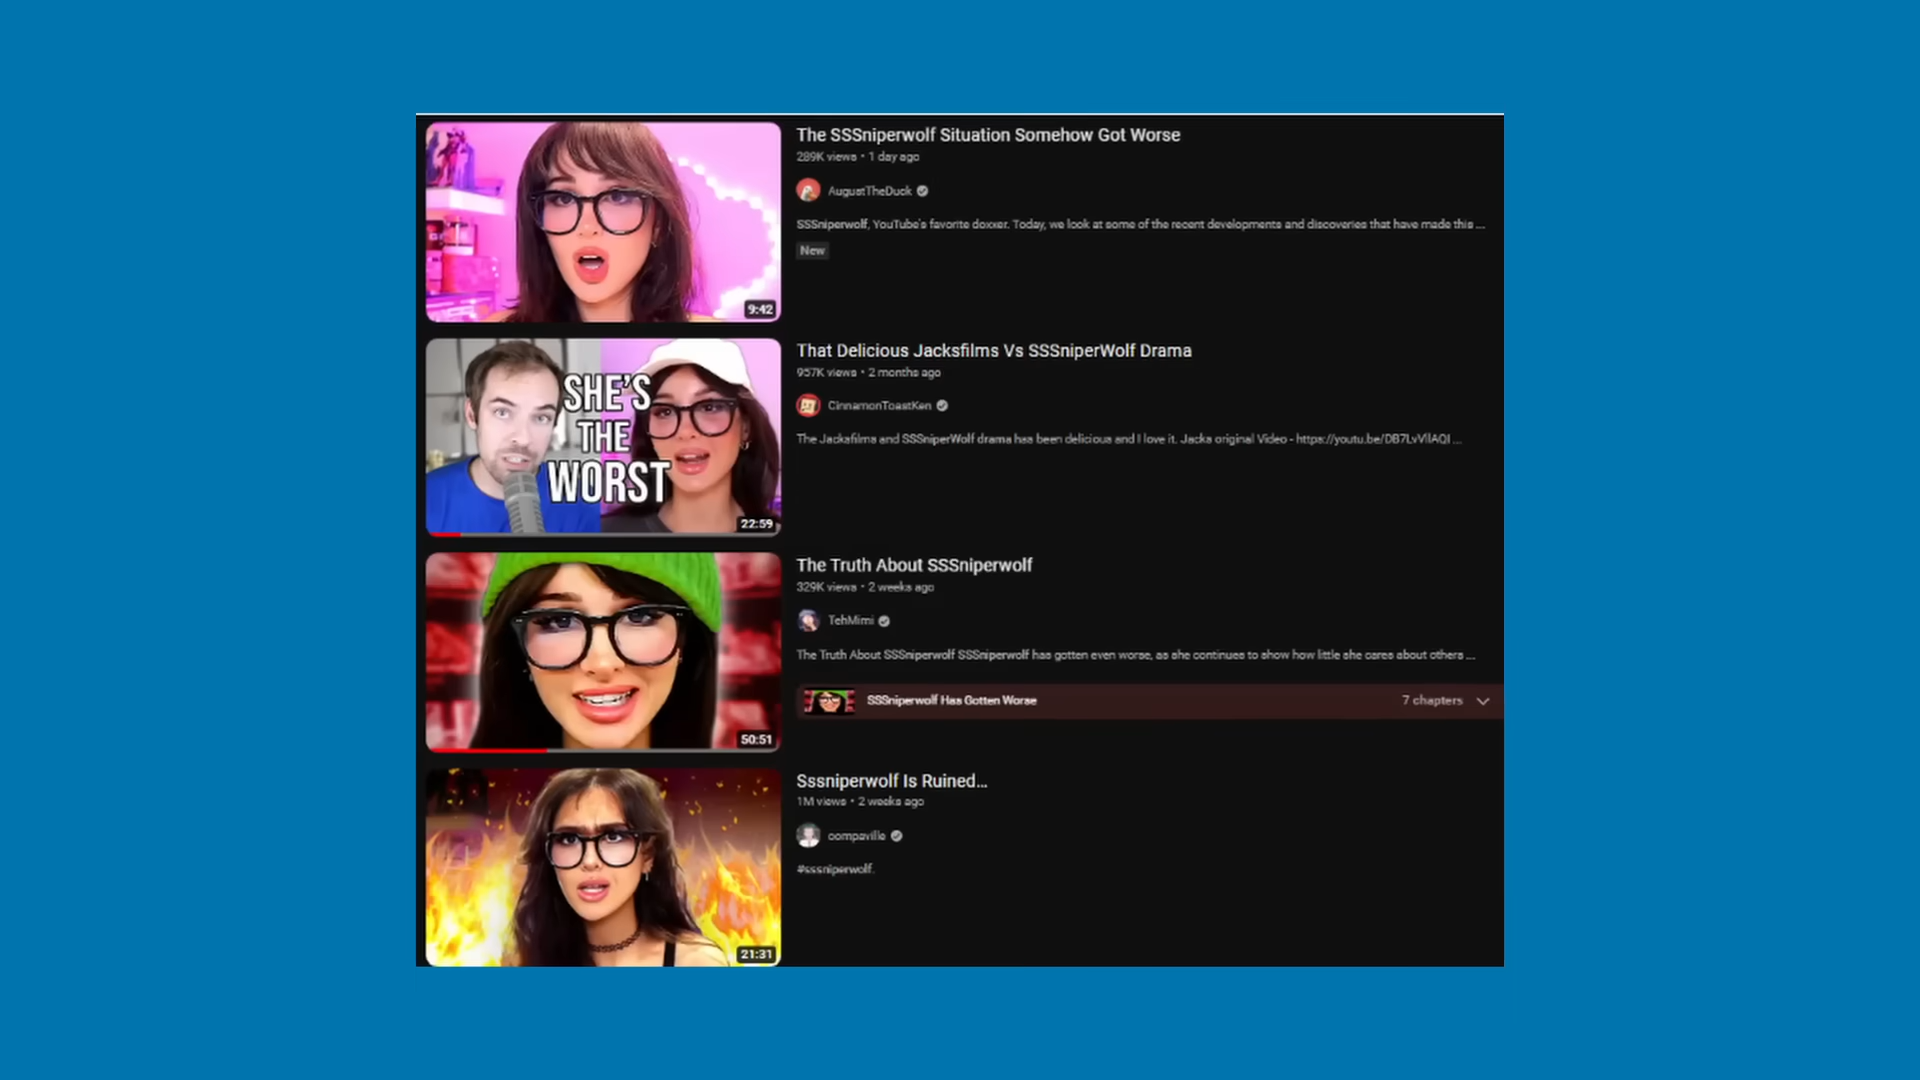 The SSSniperwolf Situation Somehow Got Worse
289K views • 1 day ago
AugustTheDuck
SSSniperwolf, YouTube's favorite doxxer. Today, we look at some of the recent developments and discoveries that have made this ...
New
9:42
That Delicious Jacksfilms Vs SSSniperWolf Drama
957K views • 2 months ago
SHE'S
THE
WORST
CinnamonToastKen
The Jacksfilms and SSSniperWolf drama has been delicious and I love it. Jacks original Video - https://youtu.be/
22:59
The Truth About SSSniperwolf
329K views • 2 weeks ago
TehMimi
The Truth About SSSniperwolf SSSniperwolf has gotten even worse, as she continues to show how little she cares about others ...
SSSniperwolf Has Gotten Worse
7 chapters
50:51
Sssniperwolf Is Ruined...
1M views • 2 weeks ago
oompaville
#sssniperwolf.
21:31